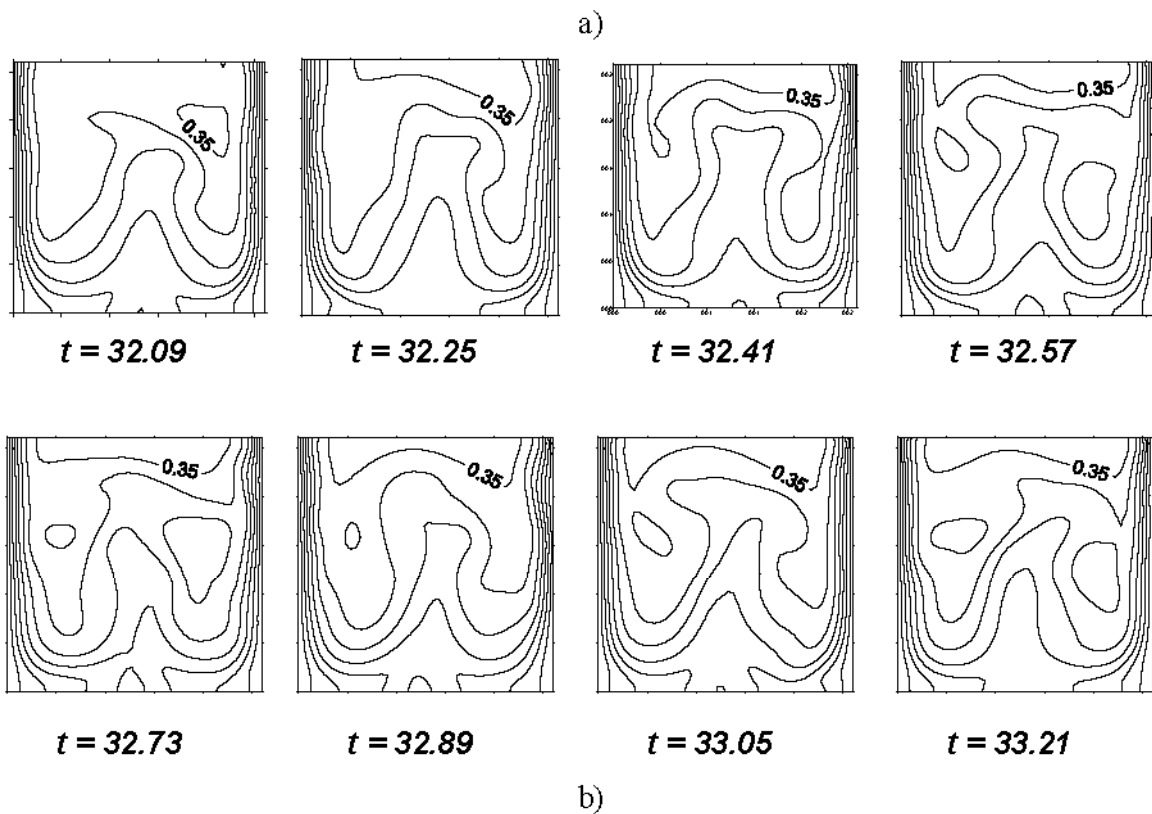 a)
0.35 0.35 0.35 0.35
t = 32.09 t = 32.25 t = 32.41 t = 32.57
0.35 0.35 0.35 0.35
t = 32.73 t = 32.89 t = 33.05 t = 33.21
b)